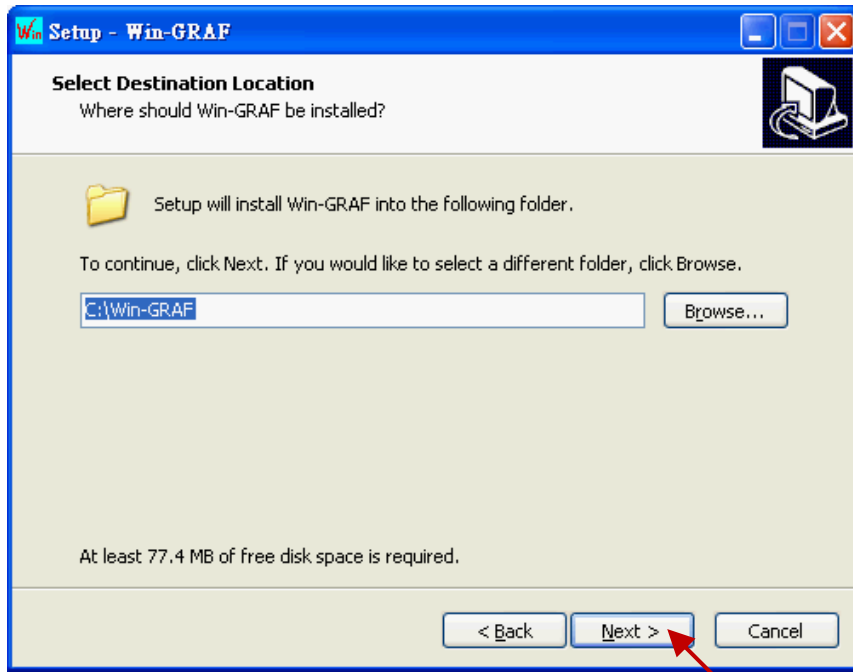 Win Setup - Win-GRAF
Select Destination Location
Where should Win-GRAF be installed?
Setup will install Win-GRAF into the following folder.
To continue, click Next. If you would like to select a different folder, click Browse.
C:\Win-GRAF
Browse...
At least 77.4 MB of free disk space is required.
< Back
Next >
Cancel